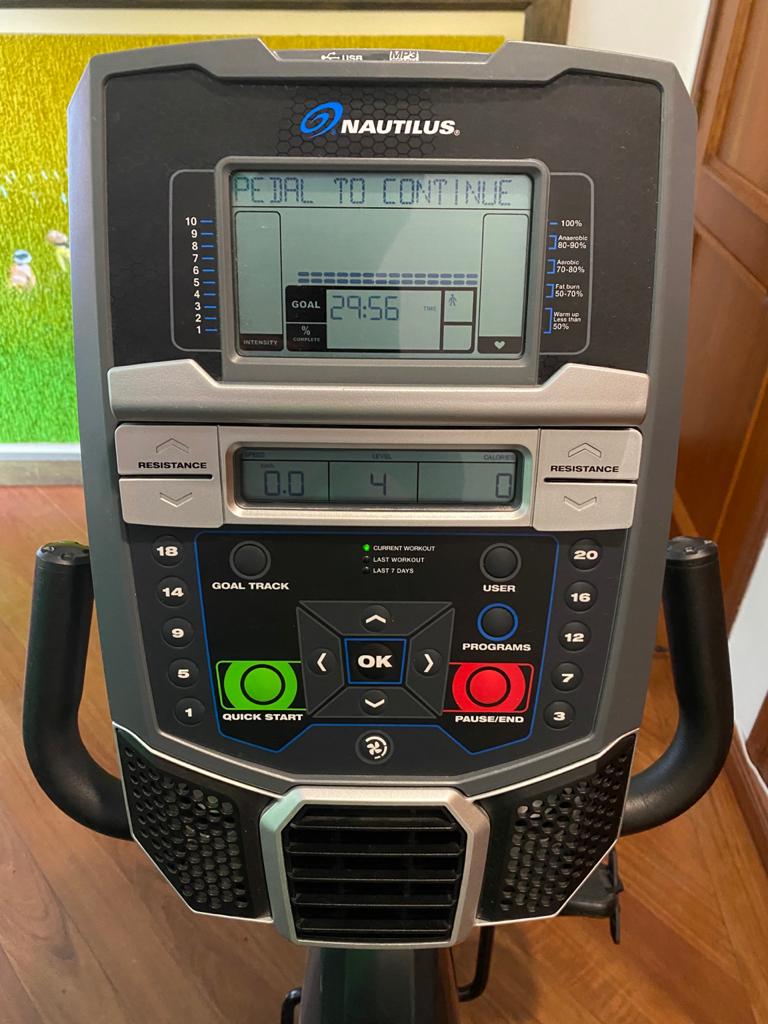 USB MP3
NAUTILUS®
PEDAL TO CONTINUE
10
9
8
7
6
5
4
3
2
1
INTENSITY
GOAL 29:56 TIME
% COMPLETE
100%
Anaerobic
80-90%
Aerobic
70-80%
Fat burn
50-70%
Warm up
Less than
50%
RESISTANCE
SPEED LEVEL CALORIES
0.0 4 0
RESISTANCE
18
14
9
5
1
GOAL TRACK
CURRENT WORKOUT
LAST WORKOUT
LAST 7 DAYS
USER
PROGRAMS
OK
QUICK START
PAUSE/END
20
16
12
7
3